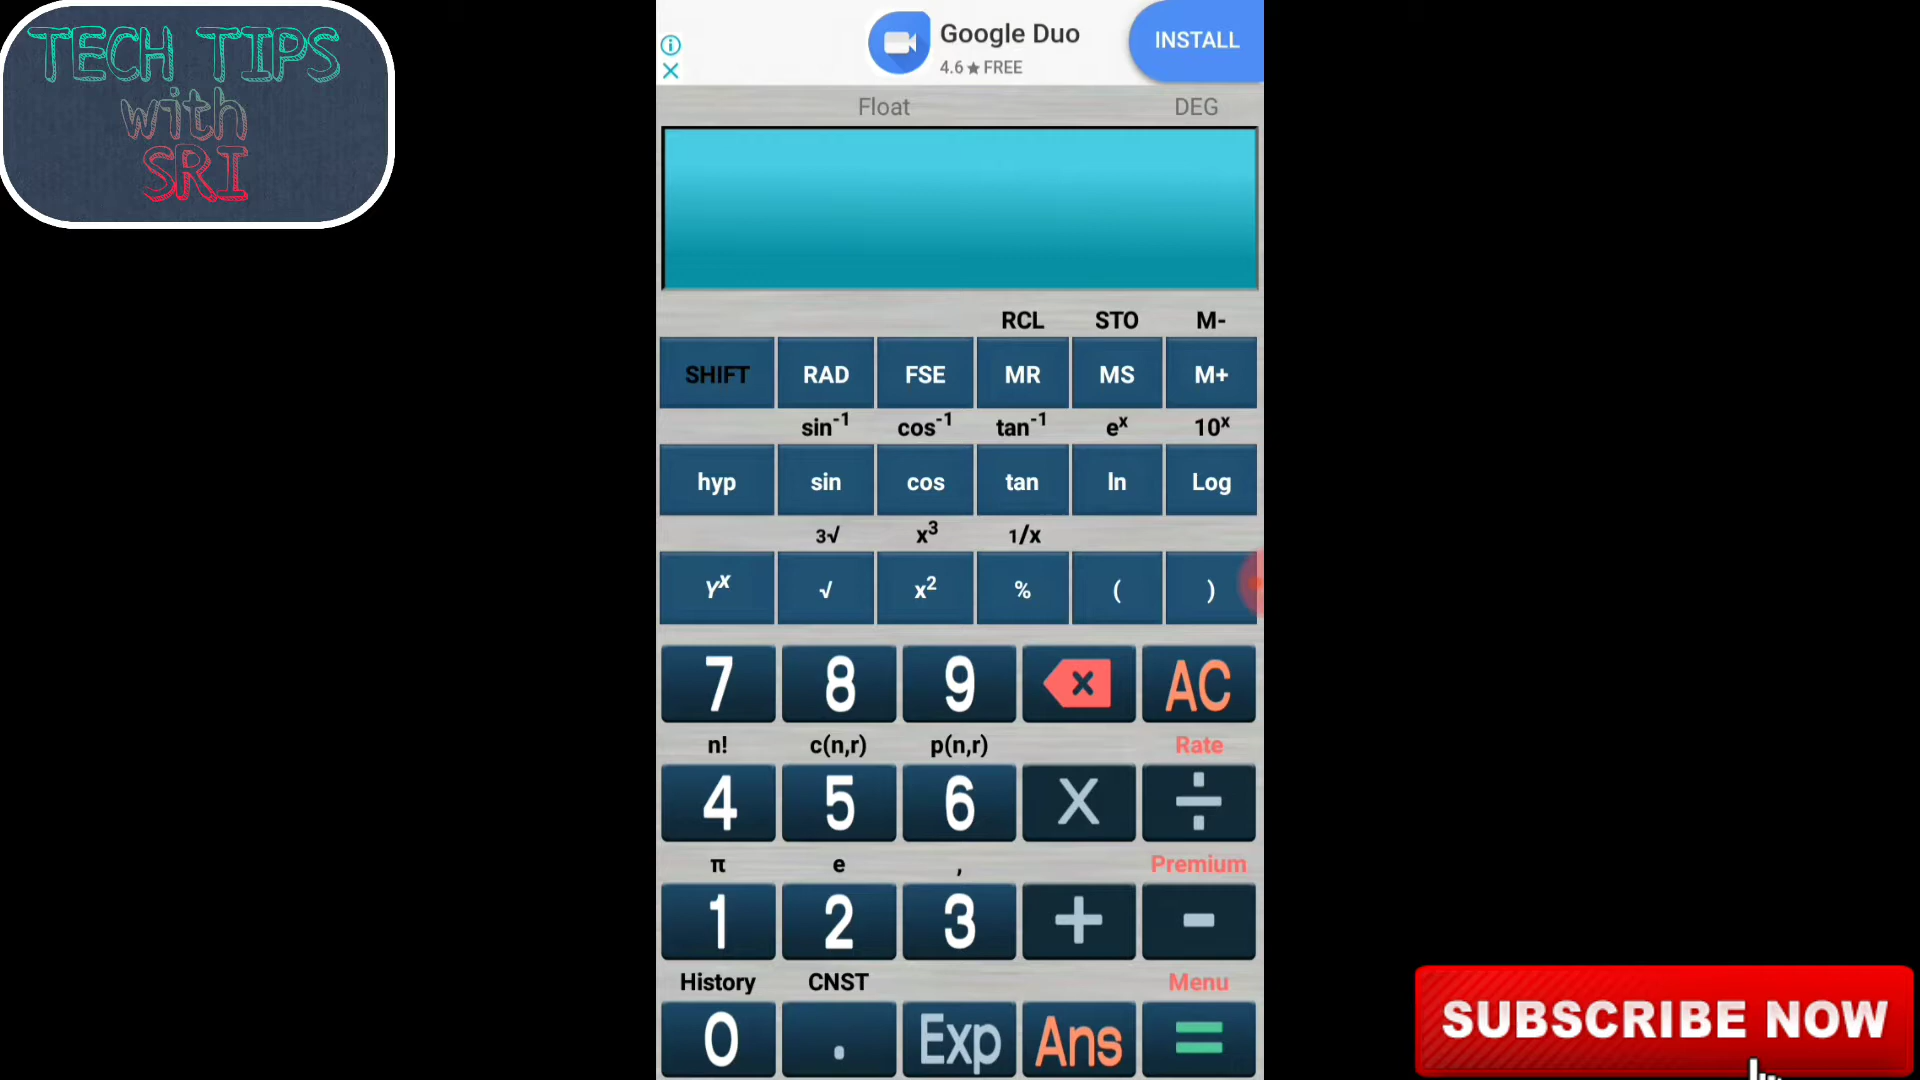 TECH TIPS
with
SRI
Google Duo
4.6 ★ FREE
INSTALL
Float DEG
RCL STO M-
SHIFT RAD FSE MR MS M+
sin⁻¹ cos⁻¹ tan⁻¹ eˣ 10ˣ
hyp sin cos tan ln Log
3√ x³ 1/x
Yˣ √ x² % ( )
7 8 9 AC
n! c(n,r) p(n,r) Rate
4 5 6 X ÷
π e , Premium
1 2 3 + -
History CNST Menu
0 . Exp Ans =
SUBSCRIBE NOW